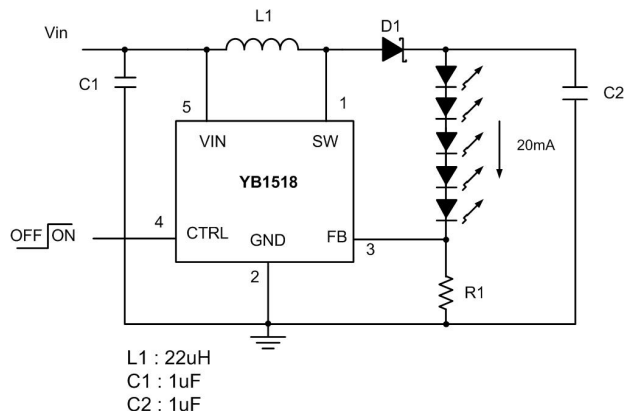 L1
Vin
D1
C1
C2
5
1
VIN
SW
20mA
YB1518
4
OFF ON
CTRL
GND
FB
3
2
R1
L1 : 22uH
C1 : 1uF
C2 : 1uF